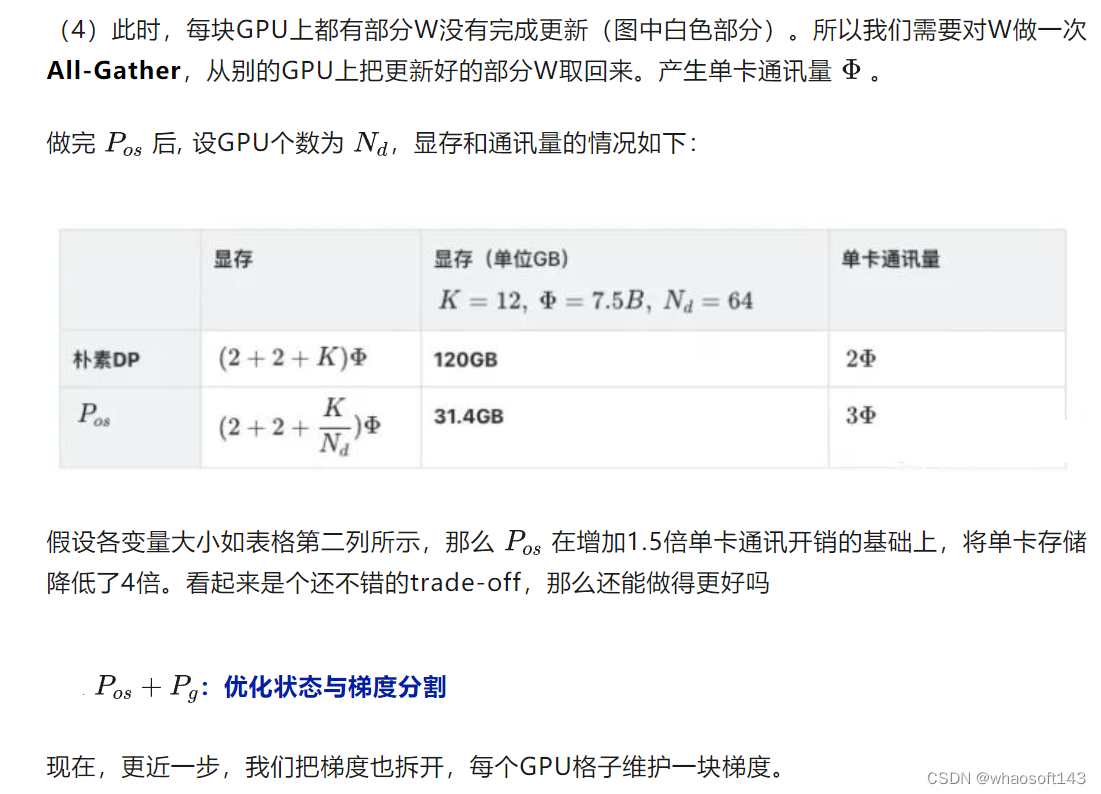 （4）此时，每块GPU上都有部分W没有完成更新（图中白色部分）。所以我们需要对W做一次
All-Gather，从别的GPU上把更新好的部分W取回来。产生单卡通讯量 Φ 。
做完 P_{os} 后, 设GPU个数为 N_d，显存和通讯量的情况如下：
显存
显存（单位GB）
K = 12, Φ = 7.5B, N_d = 64
单卡通讯量
朴素DP
(2 + 2 + K)Φ
120GB
2Φ
P_{os}
(2 + 2 + \frac{K}{N_d})Φ
31.4GB
3Φ
假设各变量大小如表格第二列所示，那么 P_{os} 在增加1.5倍单卡通讯开销的基础上，将单卡存储
降低了4倍。看起来是个还不错的trade-off，那么还能做得更好吗
P_{os} + P_g：优化状态与梯度分割
现在，更近一步，我们把梯度也拆开，每个GPU格子维护一块梯度。
CSDN @whaosoft143